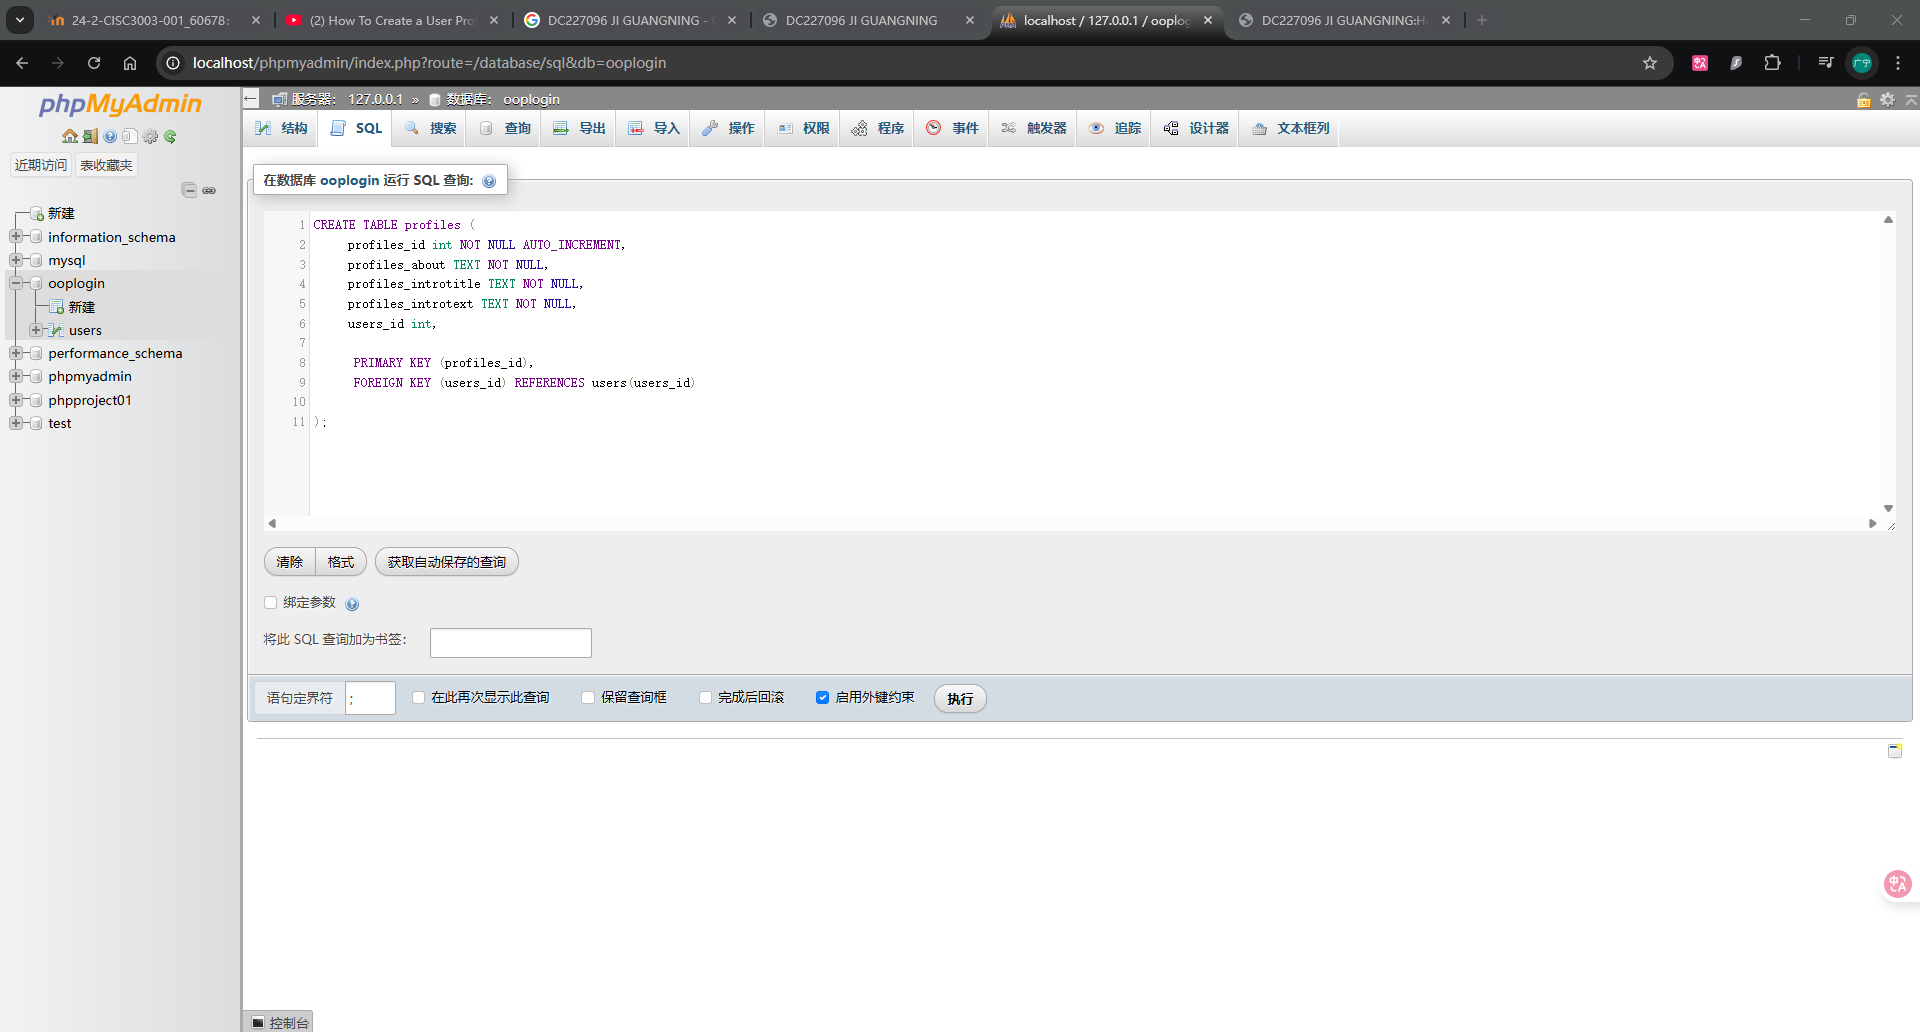 24-2-CISC3003-001_60678:
(2) How To Create a User Pro
DC227096 JI GUANGNING -
DC227096 JI GUANGNING
localhost / 127.0.0.1 / ooplog
DC227096 JI GUANGNING:H
localhost/phpmyadmin/index.php?route=/database/sql&db=ooplogin
广宁
phpMyAdmin
近期访问 表收藏夹
新建
information_schema
mysql
ooplogin
新建
users
performance_schema
phpmyadmin
phpproject01
test
服务器: 127.0.0.1 » 数据库: ooplogin
结构 SQL 搜索 查询 导出 导入 操作 权限 程序 事件 触发器 追踪 设计器 文本框列
在数据库 ooplogin 运行 SQL 查询:
1 CREATE TABLE profiles (
2 profiles_id int NOT NULL AUTO_INCREMENT,
3 profiles_about TEXT NOT NULL,
4 profiles_introtitle TEXT NOT NULL,
5 profiles_introtext TEXT NOT NULL,
6 users_id int,
7
8 PRIMARY KEY (profiles_id),
9 FOREIGN KEY (users_id) REFERENCES users(users_id)
10
11 );
清除 格式 获取自动保存的查询
绑定参数
将此 SQL 查询加为书签:
语句定界符 ; 在此再次显示此查询 保留查询框 完成后回滚 启用外键约束 执行
控制台